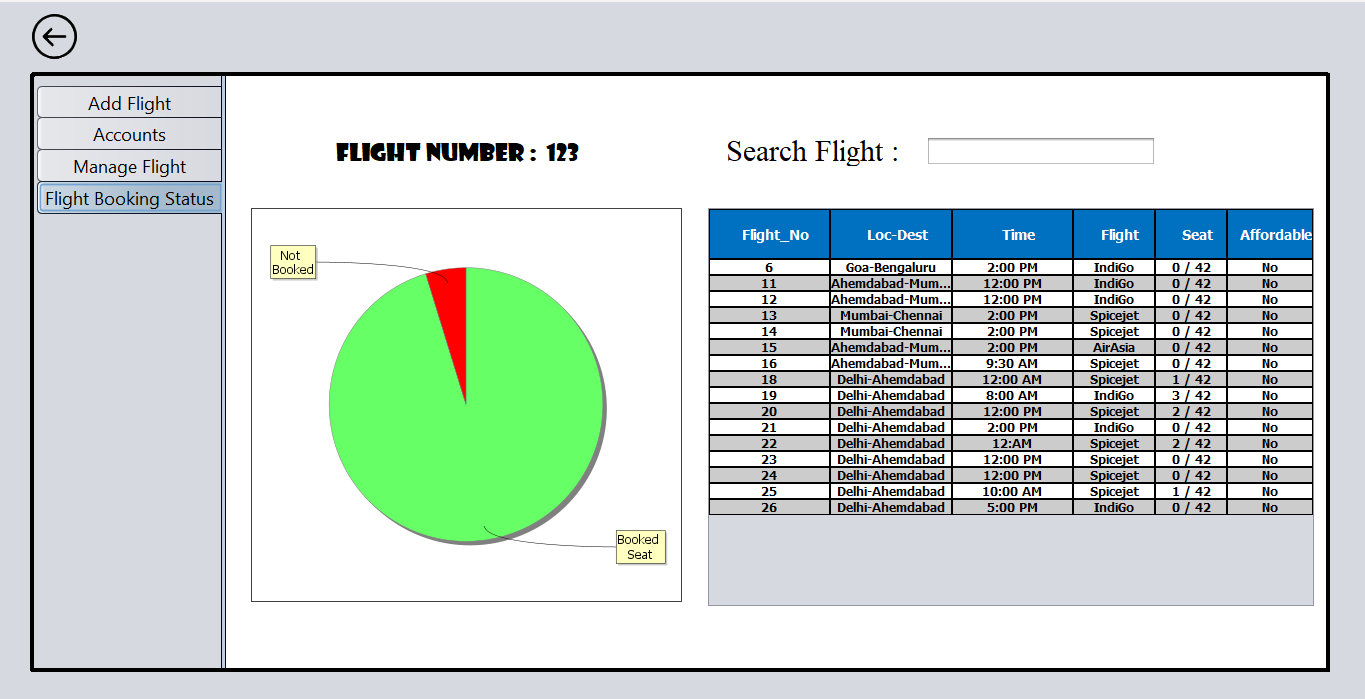 Add Flight
Accounts
Manage Flight
Flight Booking Status
FLIGHT NUMBER : 123
Search Flight :
Not
Booked
Booked
Seat
Flight_No Loc-Dest Time Flight Seat Affordable
6 Goa-Bengaluru 2:00 PM IndiGo 0 / 42 No
11 Ahemdabad-Mum... 12:00 PM IndiGo 0 / 42 No
12 Ahemdabad-Mum... 12:00 PM IndiGo 0 / 42 No
13 Mumbai-Chennai 2:00 PM Spicejet 0 / 42 No
14 Mumbai-Chennai 2:00 PM Spicejet 0 / 42 No
15 Ahemdabad-Mum... 2:00 PM AirAsia 0 / 42 No
16 Ahemdabad-Mum... 9:30 AM Spicejet 0 / 42 No
18 Delhi-Ahemdabad 12:00 AM Spicejet 1 / 42 No
19 Delhi-Ahemdabad 8:00 AM IndiGo 3 / 42 No
20 Delhi-Ahemdabad 12:00 PM Spicejet 2 / 42 No
21 Delhi-Ahemdabad 2:00 PM IndiGo 0 / 42 No
22 Delhi-Ahemdabad 12:AM Spicejet 2 / 42 No
23 Delhi-Ahemdabad 12:00 PM Spicejet 0 / 42 No
24 Delhi-Ahemdabad 12:00 PM Spicejet 0 / 42 No
25 Delhi-Ahemdabad 10:00 AM Spicejet 1 / 42 No
26 Delhi-Ahemdabad 5:00 PM IndiGo 0 / 42 No